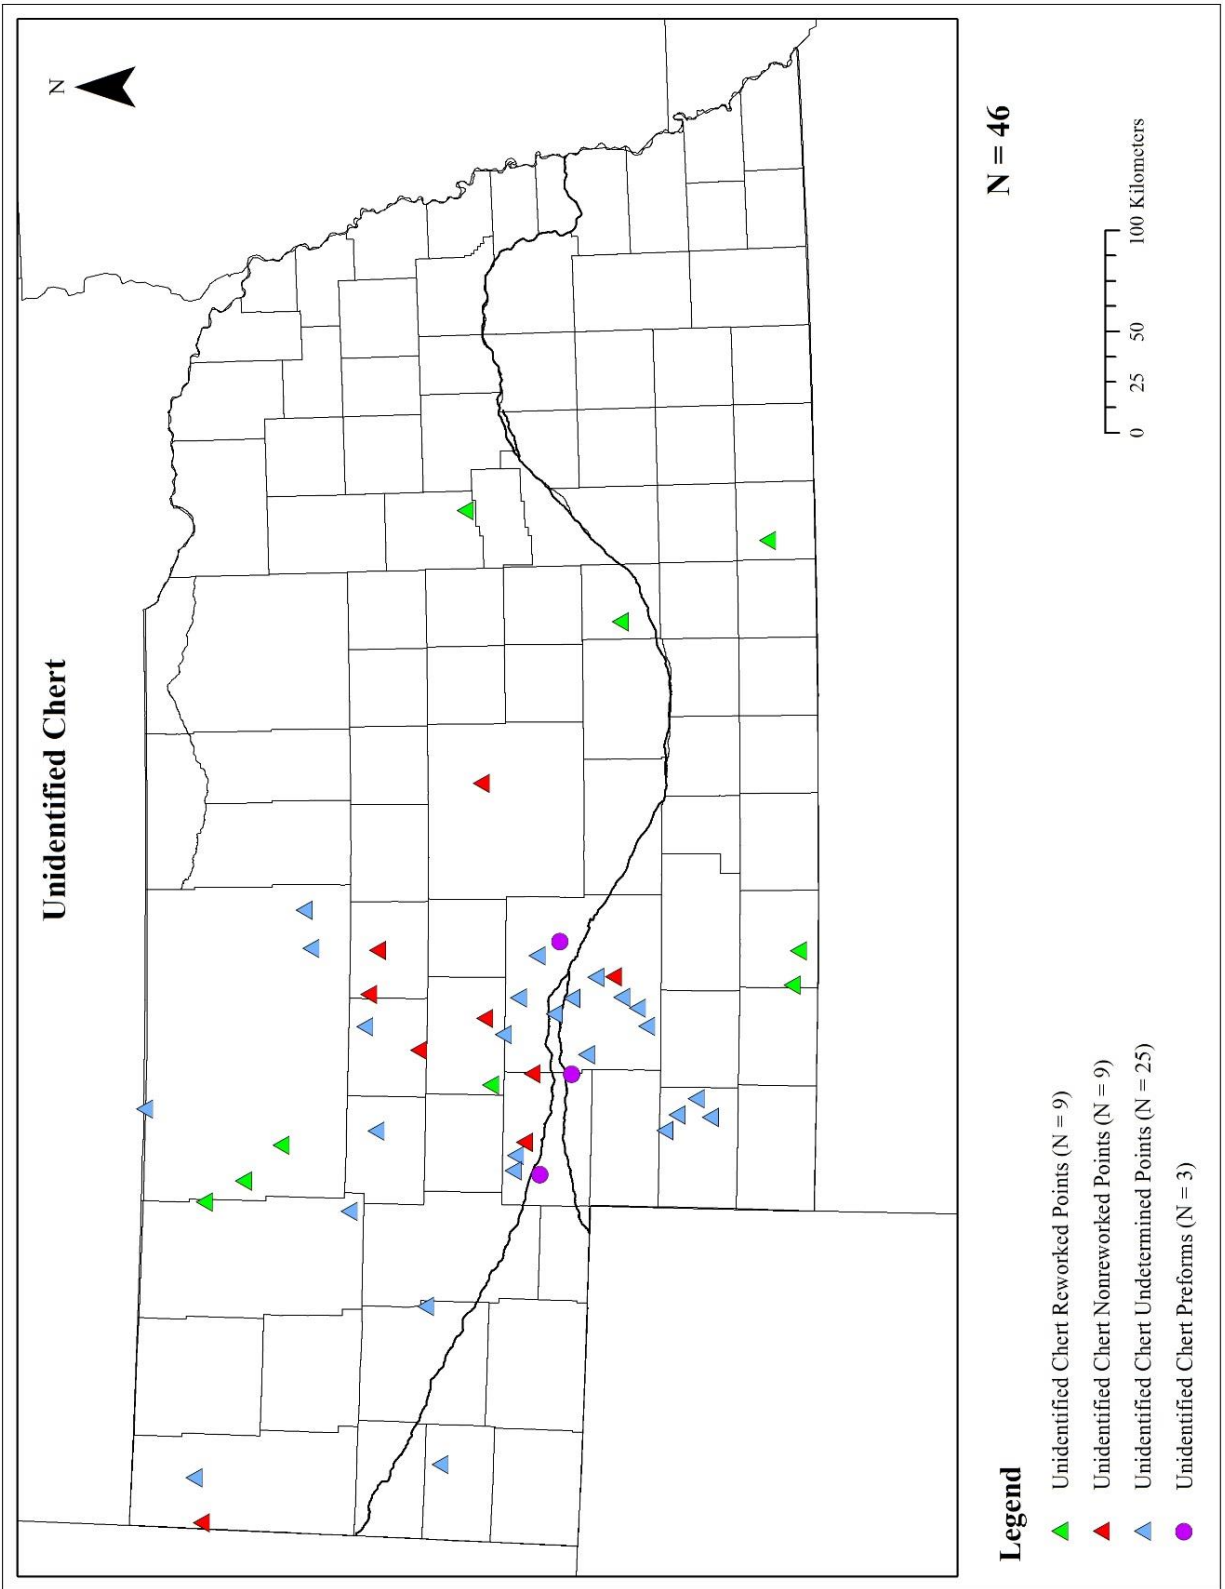 Unidentified Chert
N
Legend
Unidentified Chert Reworked Points (N = 9)
Unidentified Chert Nonreworked Points (N = 9)
Unidentified Chert Undetermined Points (N = 25)
Unidentified Chert Preforms (N = 3)
0 25 50 100 Kilometers
N = 46